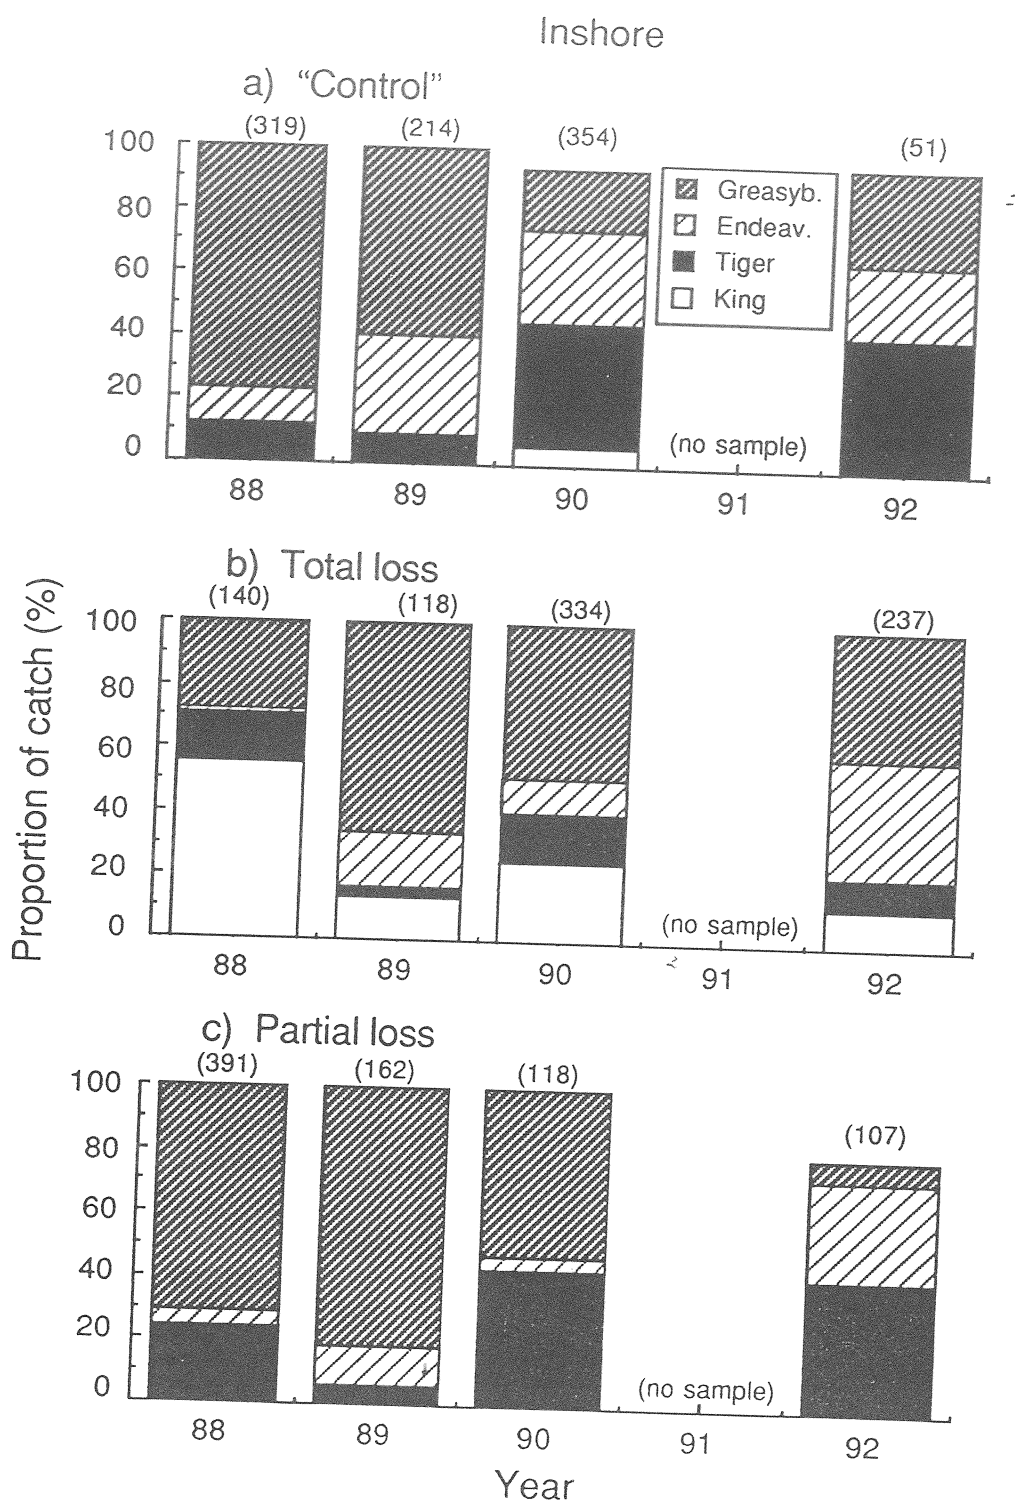 Inshore
a) “Control”
(319) (214) (354) (51)
100
80
60
40
20
0
Greasyb.
Endeav.
Tiger
King
(no sample)
88 89 90 91 92
Proportion of catch (%)
b) Total loss
(140) (118) (334) (237)
100
80
60
40
20
0
(no sample)
88 89 90 91 92
c) Partial loss
(391) (162) (118) (107)
100
80
60
40
20
0
(no sample)
88 89 90 91 92
Year